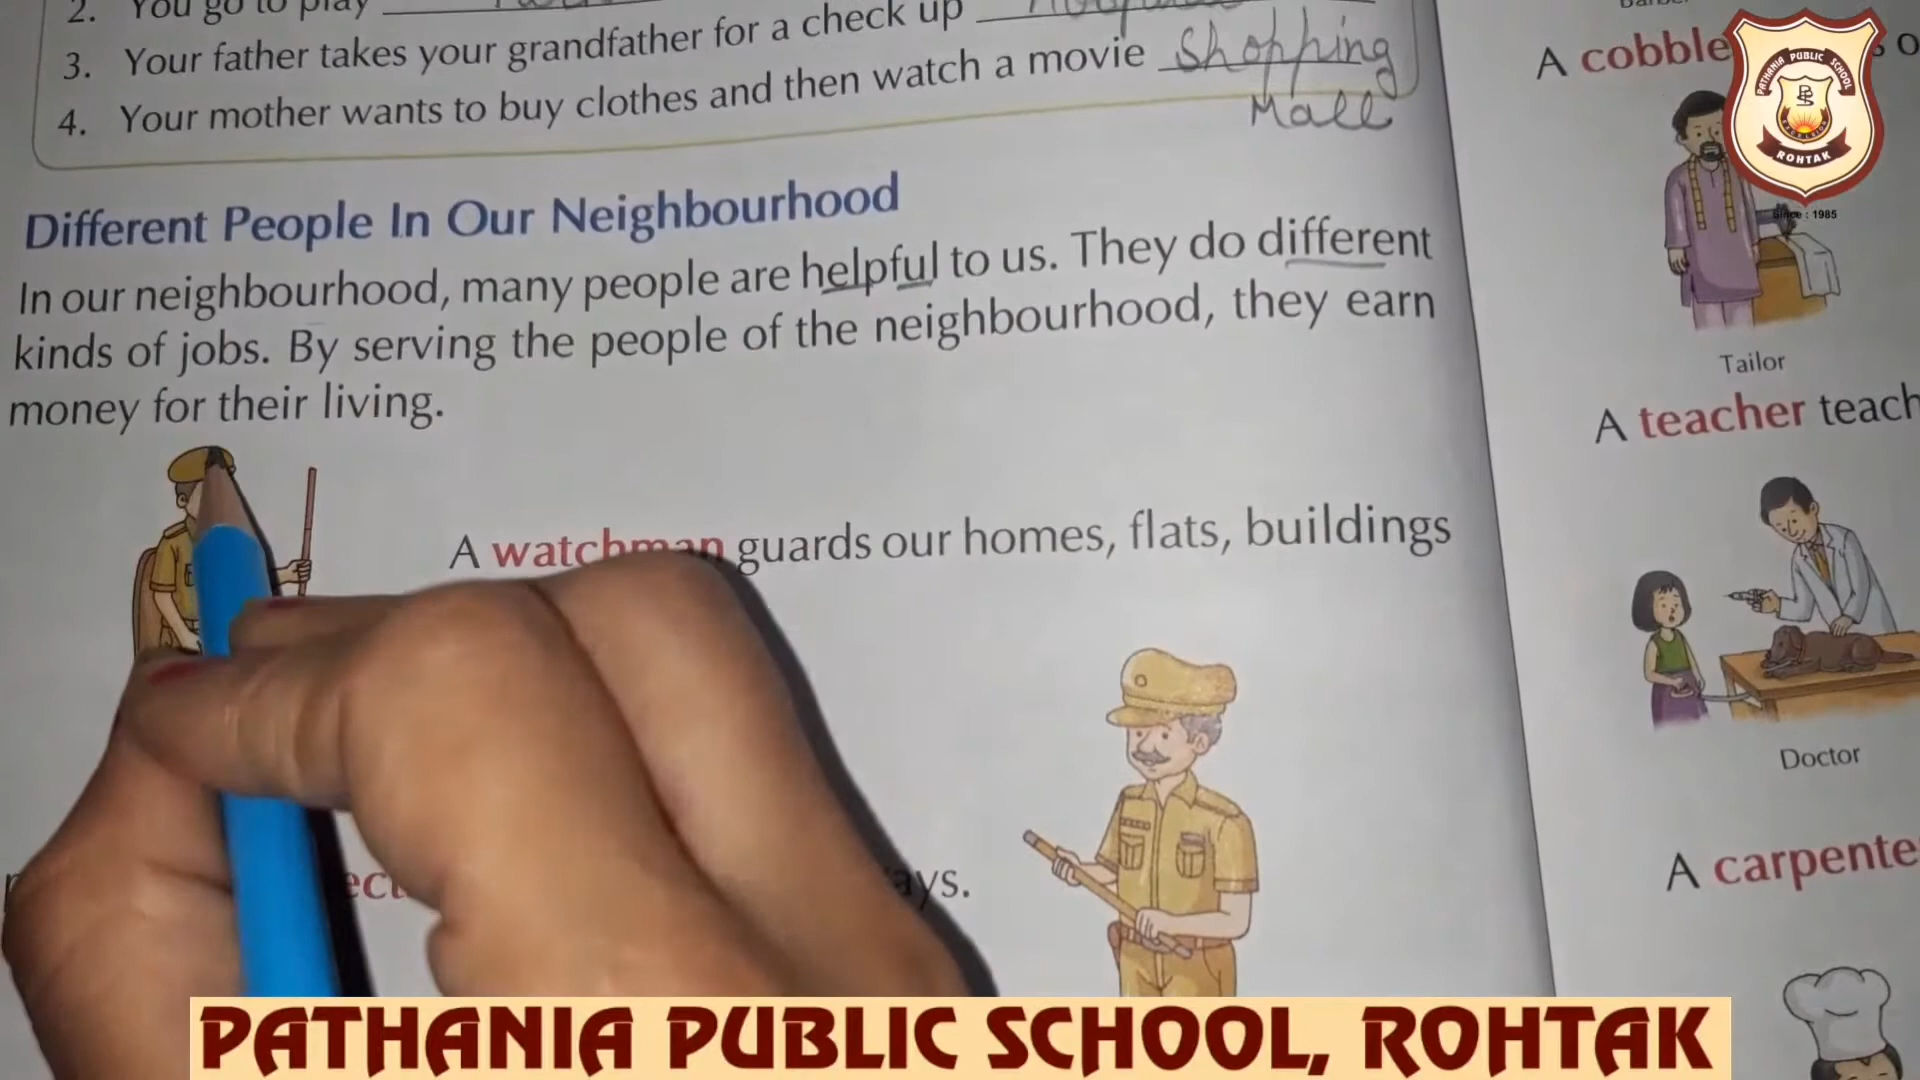 2. You go to play
3. Your father takes your grandfather for a check up
4. Your mother wants to buy clothes and then watch a movie Shopping
Mall
Different People In Our Neighbourhood
In our neighbourhood, many people are helpful to us. They do different
kinds of jobs. By serving the people of the neighbourhood, they earn
money for their living.
A watchman guards our homes, flats, buildings
A
Tailor
A teacher
Doctor
A
PATHANIA PUBLIC SCHOOL
ROHTAK
Since : 1985
PATHANIA PUBLIC SCHOOL, ROHTAK